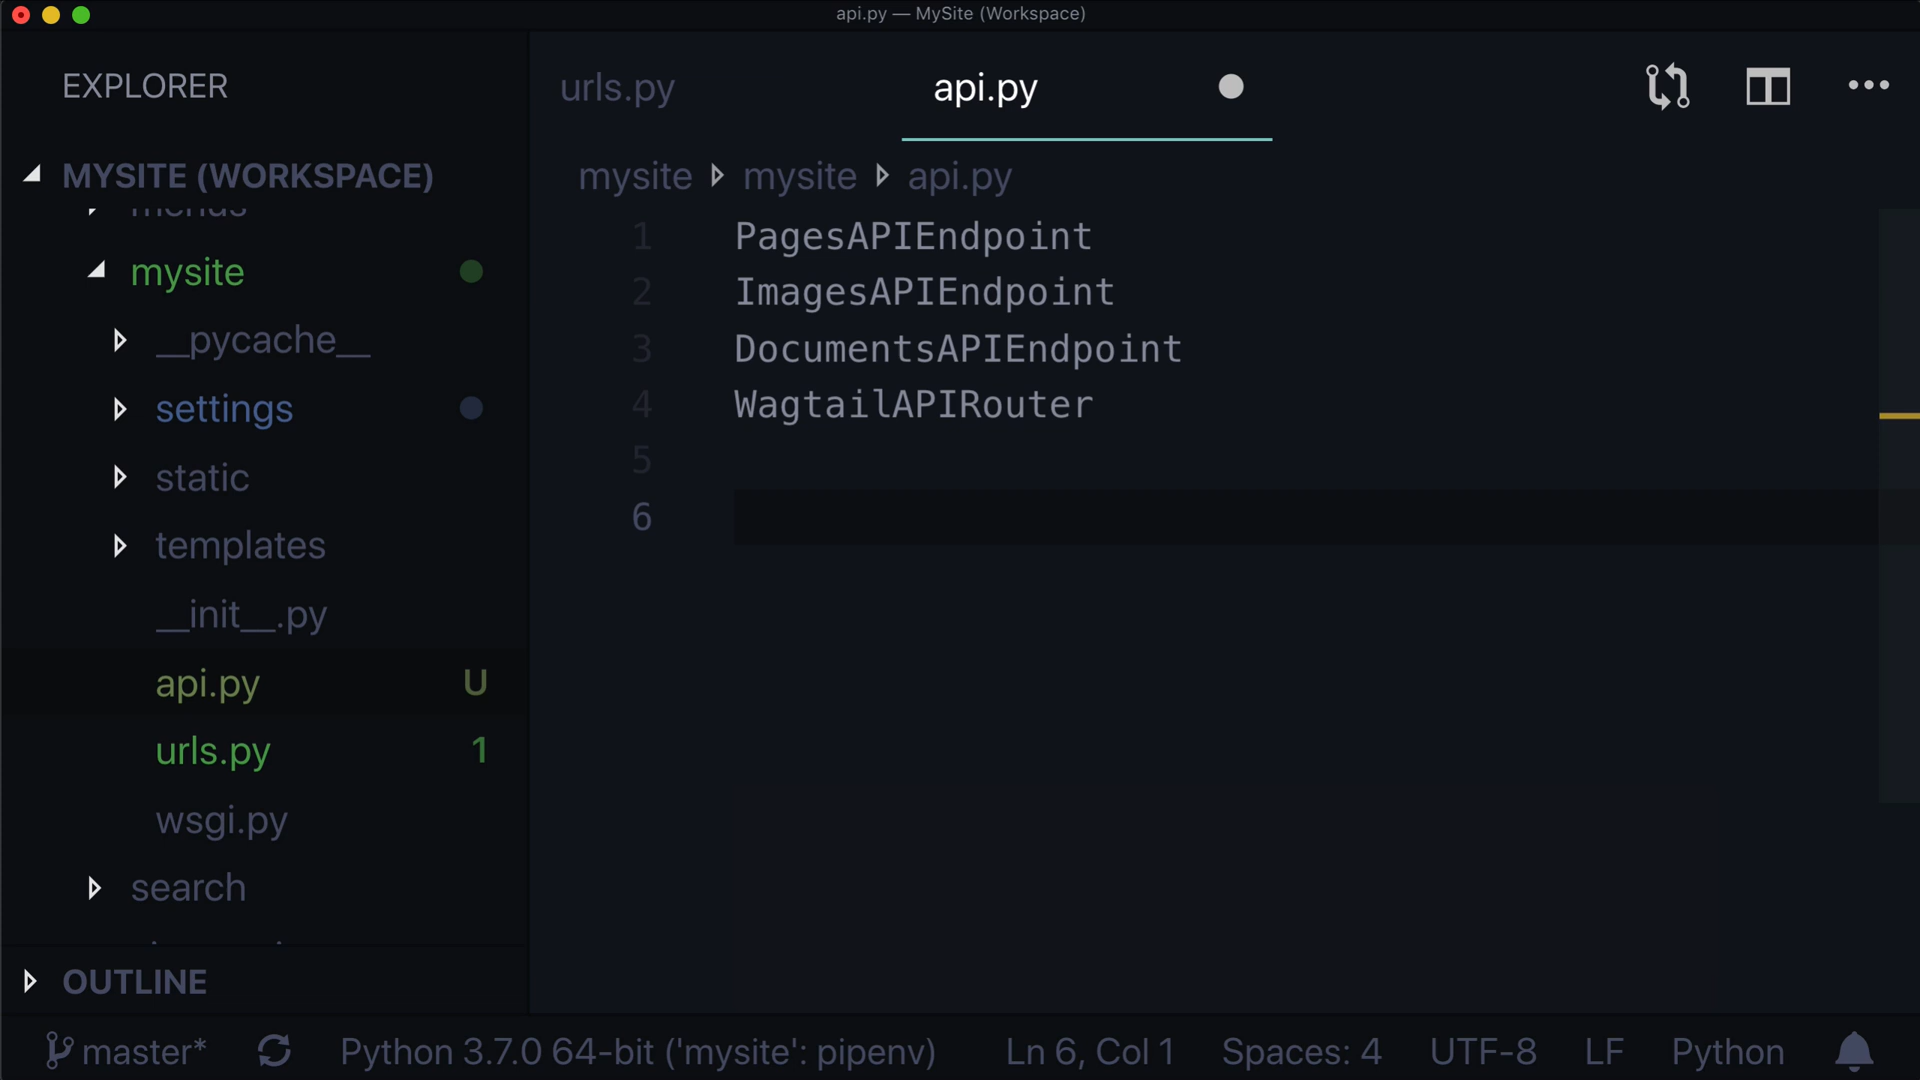 api.py — MySite (Workspace)
EXPLORER
urls.py
api.py
MYSITE (WORKSPACE)
mysite mysite api.py
menus
mysite
__pycache__
settings
static
templates
__init__.py
api.py U
urls.py 1
wsgi.py
search
OUTLINE
1 PagesAPIEndpoint
2 ImagesAPIEndpoint
3 DocumentsAPIEndpoint
4 WagtailAPIRouter
5
6
master* Python 3.7.0 64-bit ('mysite': pipenv) Ln 6, Col 1 Spaces: 4 UTF-8 LF Python